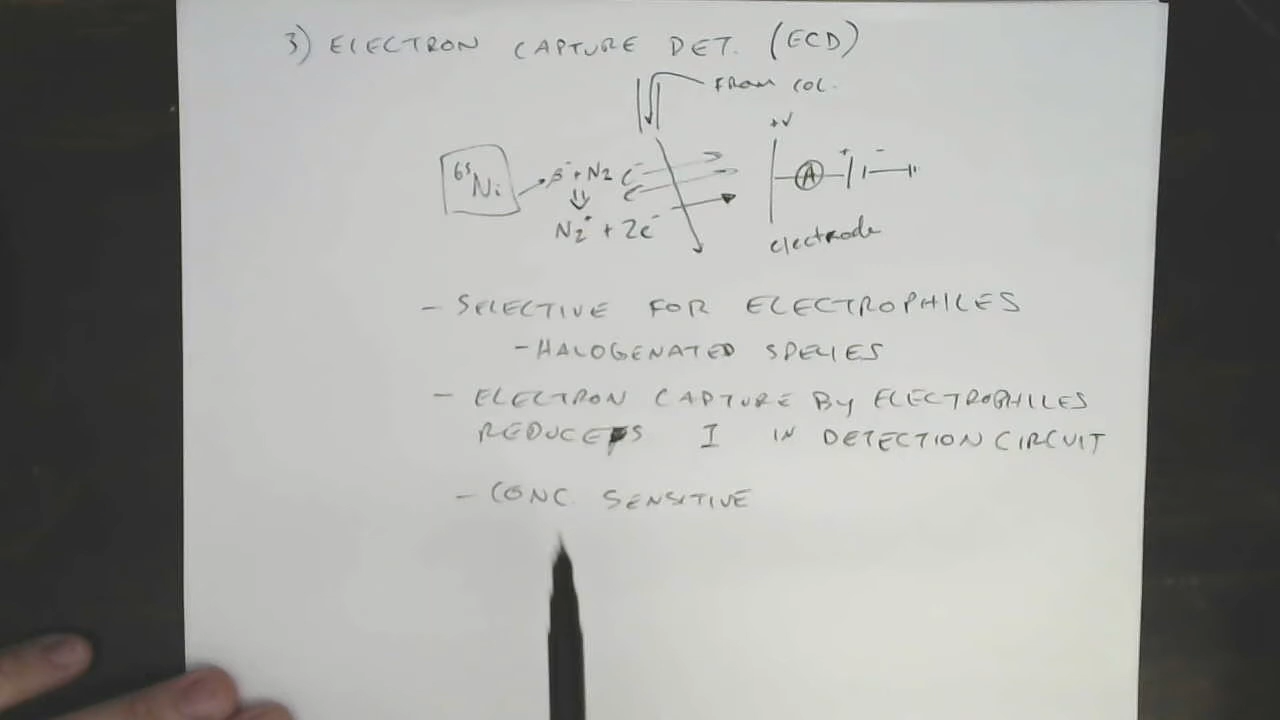 3) ELECTRON CAPTURE DET. (ECD)
FROM COL.
+V
63Ni β⁻ + N2 e⁻
+ -
A
⇓
N2⁺ + 2e⁻
electrode
- SELECTIVE FOR ELECTROPHILES
- HALOGENATED SPECIES
- ELECTRON CAPTURE BY ELECTROPHILES
REDUCES I IN DETECTION CIRCUIT
- CONC. SENSITIVE